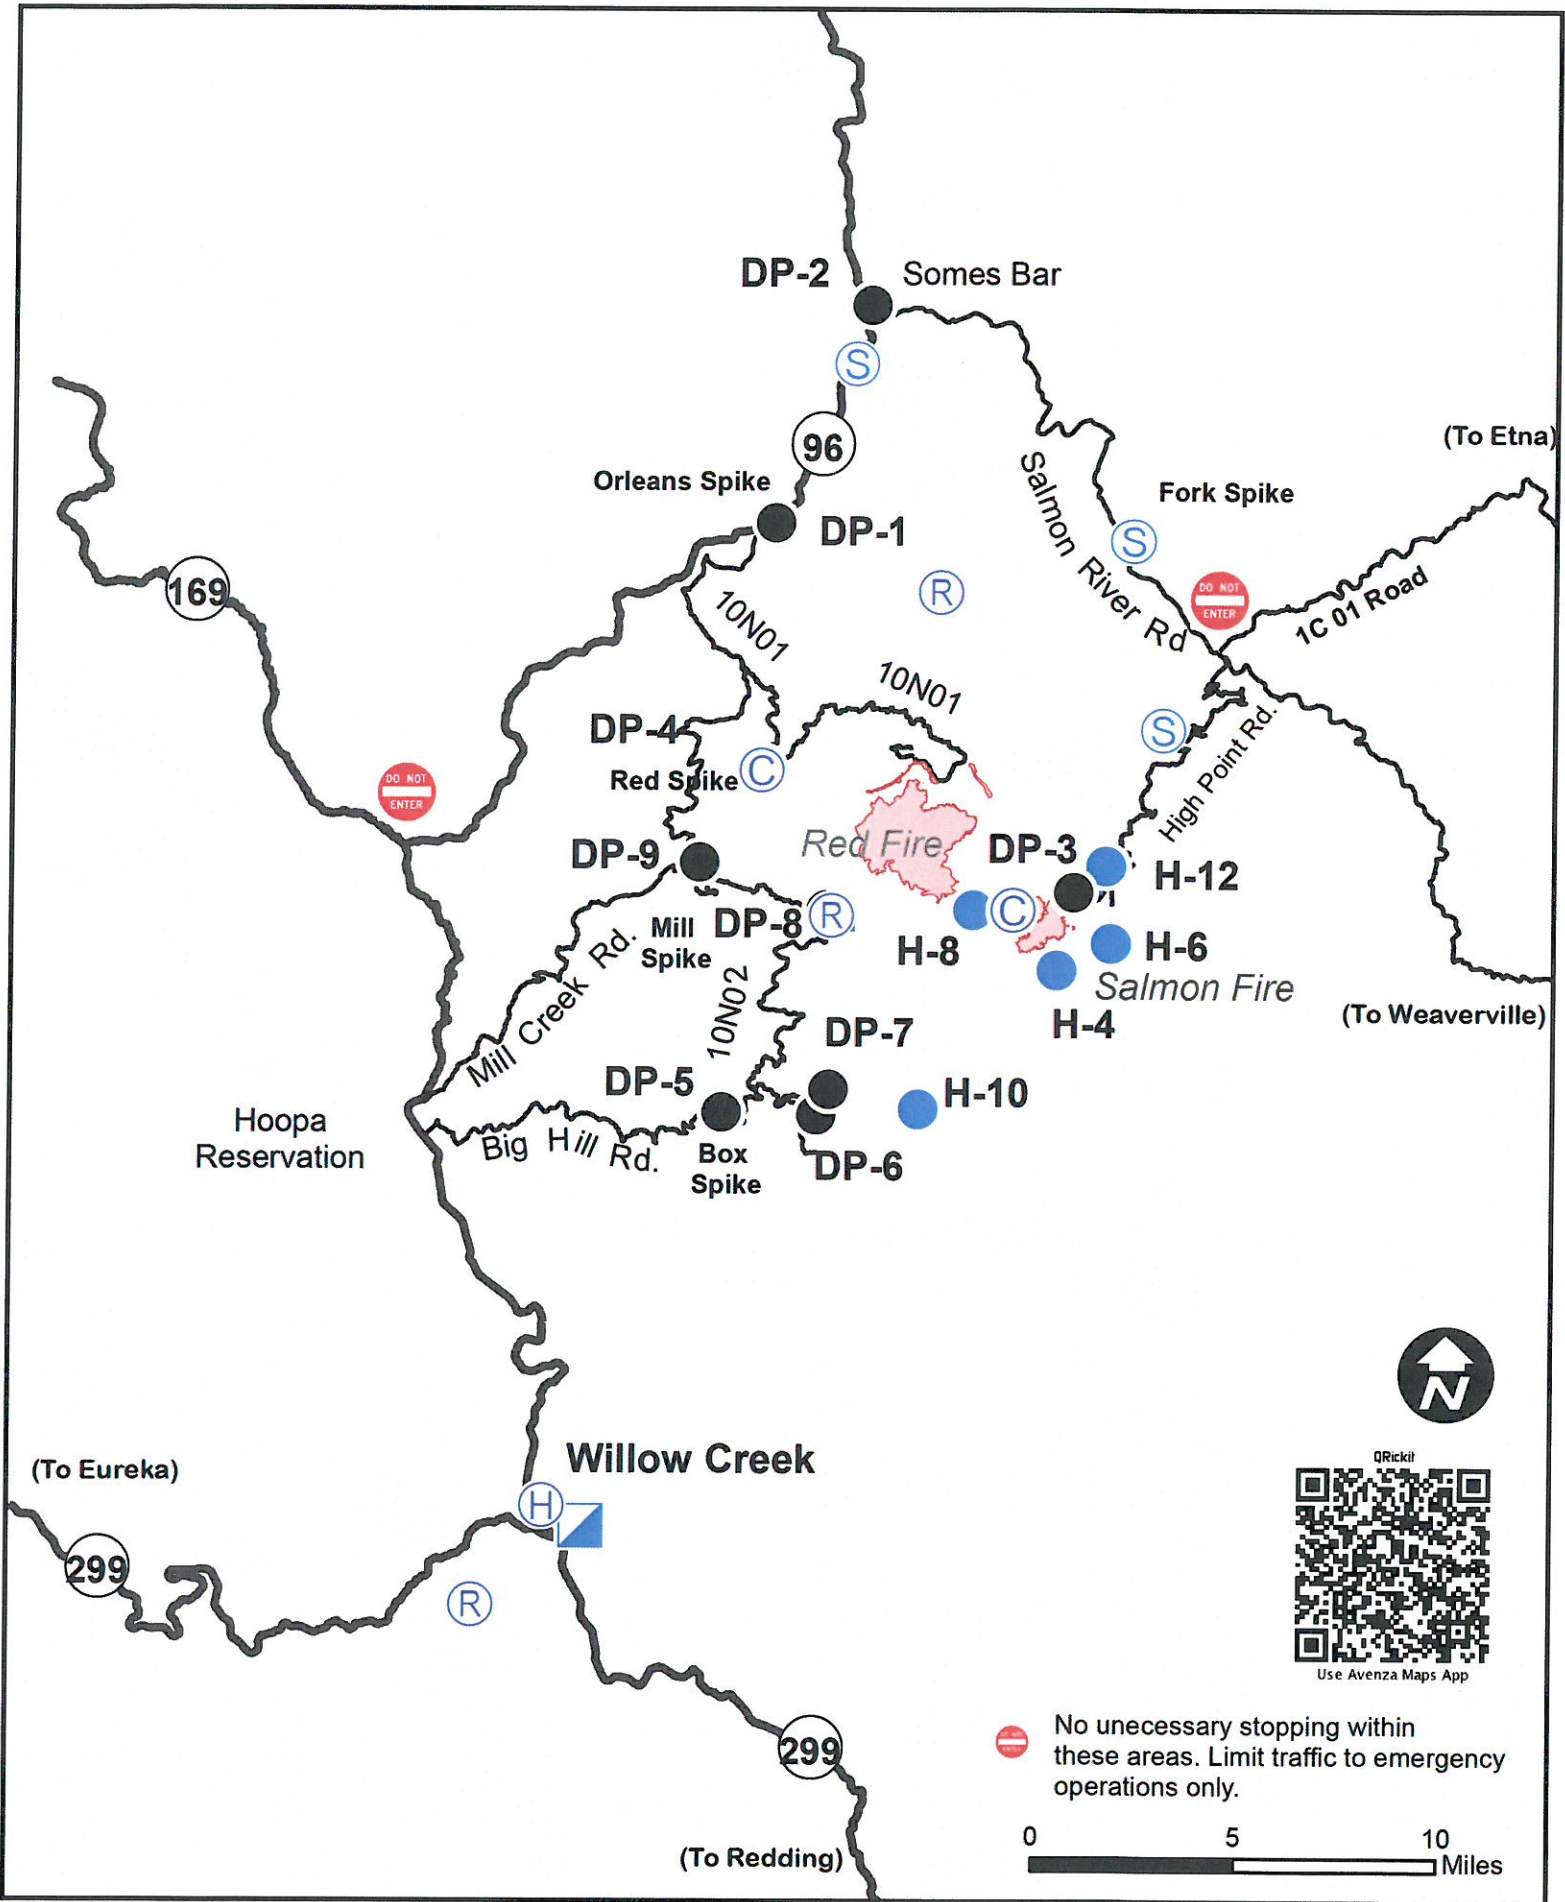 DP-2
Somes Bar
S
96
(To Etna)
Orleans Spike
Salmon River Rd
Fork Spike
DP-1
S
169
R
DO NOT
ENTER
1C 01 Road
10N01
10N01
DP-4
S
High Point Rd.
Red Spike
C
DO NOT
ENTER
Red Fire
DP-3
DP-9
H-12
DP-8
R
C
Mill
Spike
H-8
H-6
Mill Creek Rd.
Salmon Fire
10N02
H-4
(To Weaverville)
DP-7
DP-5
H-10
Hoopa
Reservation
Big Hill Rd.
Box
Spike
DP-6
N
Willow Creek
(To Eureka)
QRickit
H
299
R
Use Avenza Maps App
299
No unecessary stopping within
these areas. Limit traffic to emergency
operations only.
0 5 10
Miles
(To Redding)